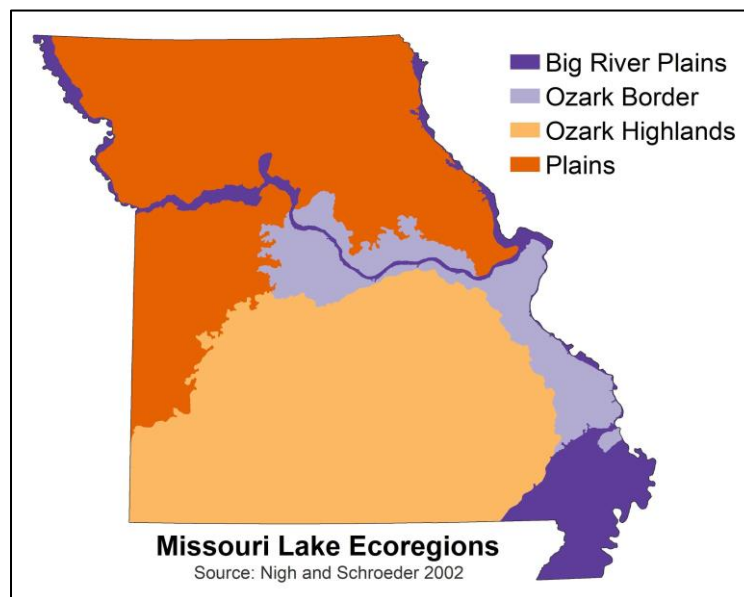 Big River Plains
Ozark Border
Ozark Highlands
Plains
Missouri Lake Ecoregions
Source: Nigh and Schroeder 2002